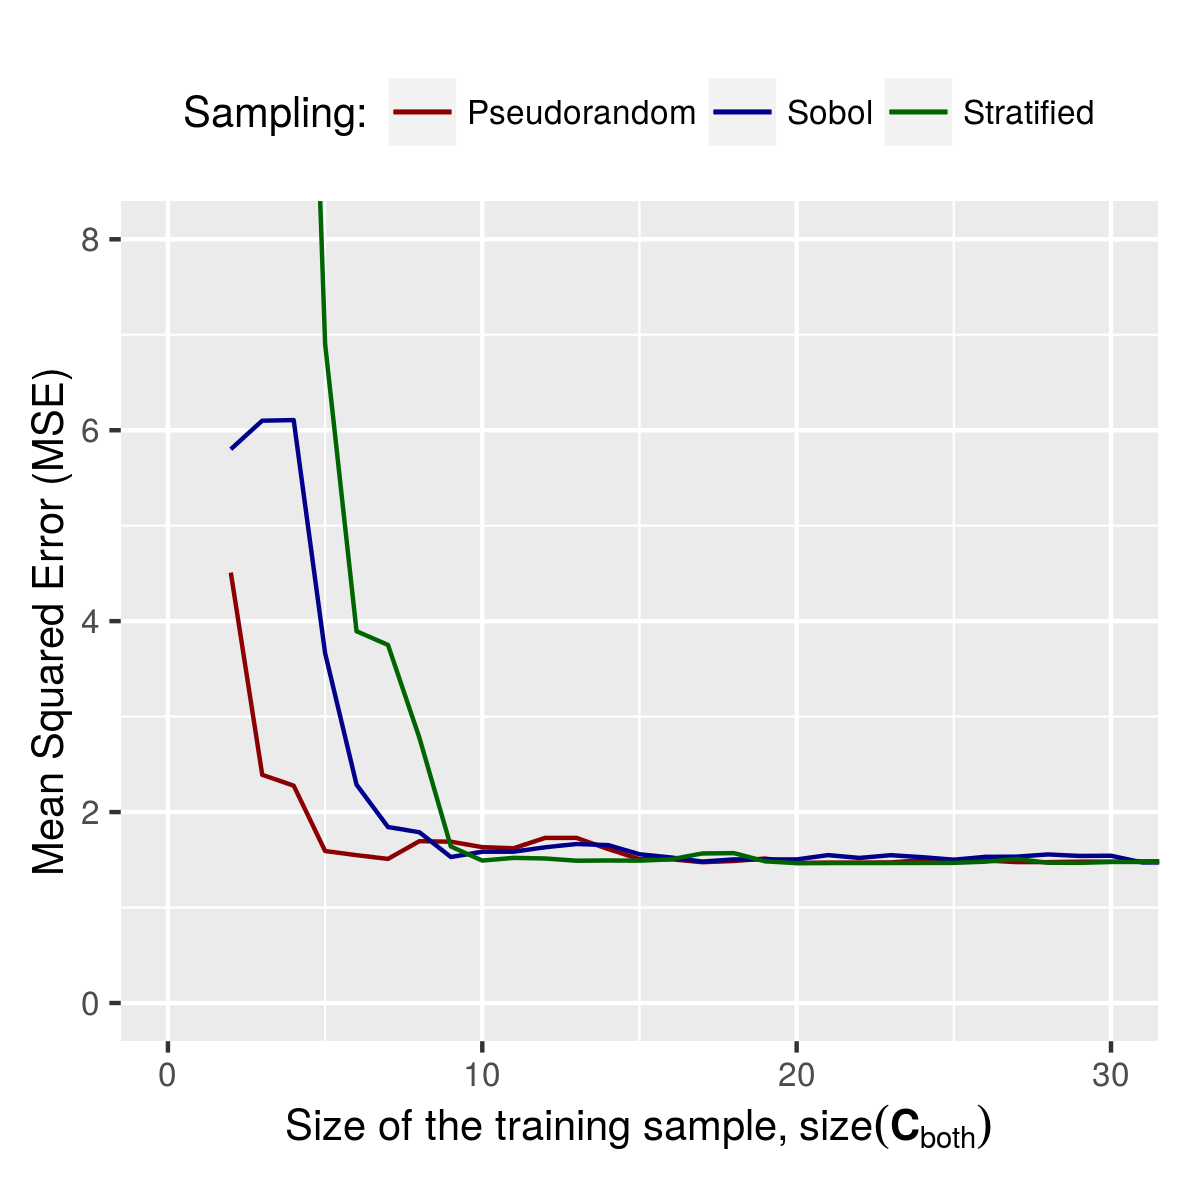 Sampling: Pseudorandom Sobol Stratified
8
6
4
2
0
Mean Squared Error (MSE)
0 10 20 30
Size of the training sample, size(Cboth)